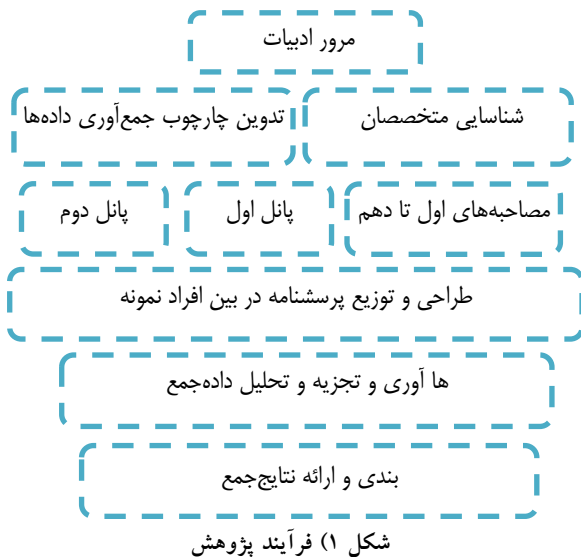 مرور ادبیات
شناسایی متخصصان
تدوین چارچوب جمع‌آوری داده‌ها
مصاحبه‌های اول تا دهم
پانل اول
پانل دوم
طراحی و توزیع پرسشنامه در بین افراد نمونه
ها آوری و تجزیه و تحلیل داده‌جمع
بندی و ارائه نتایج‌جمع
شکل ۱) فرآیند پژوهش